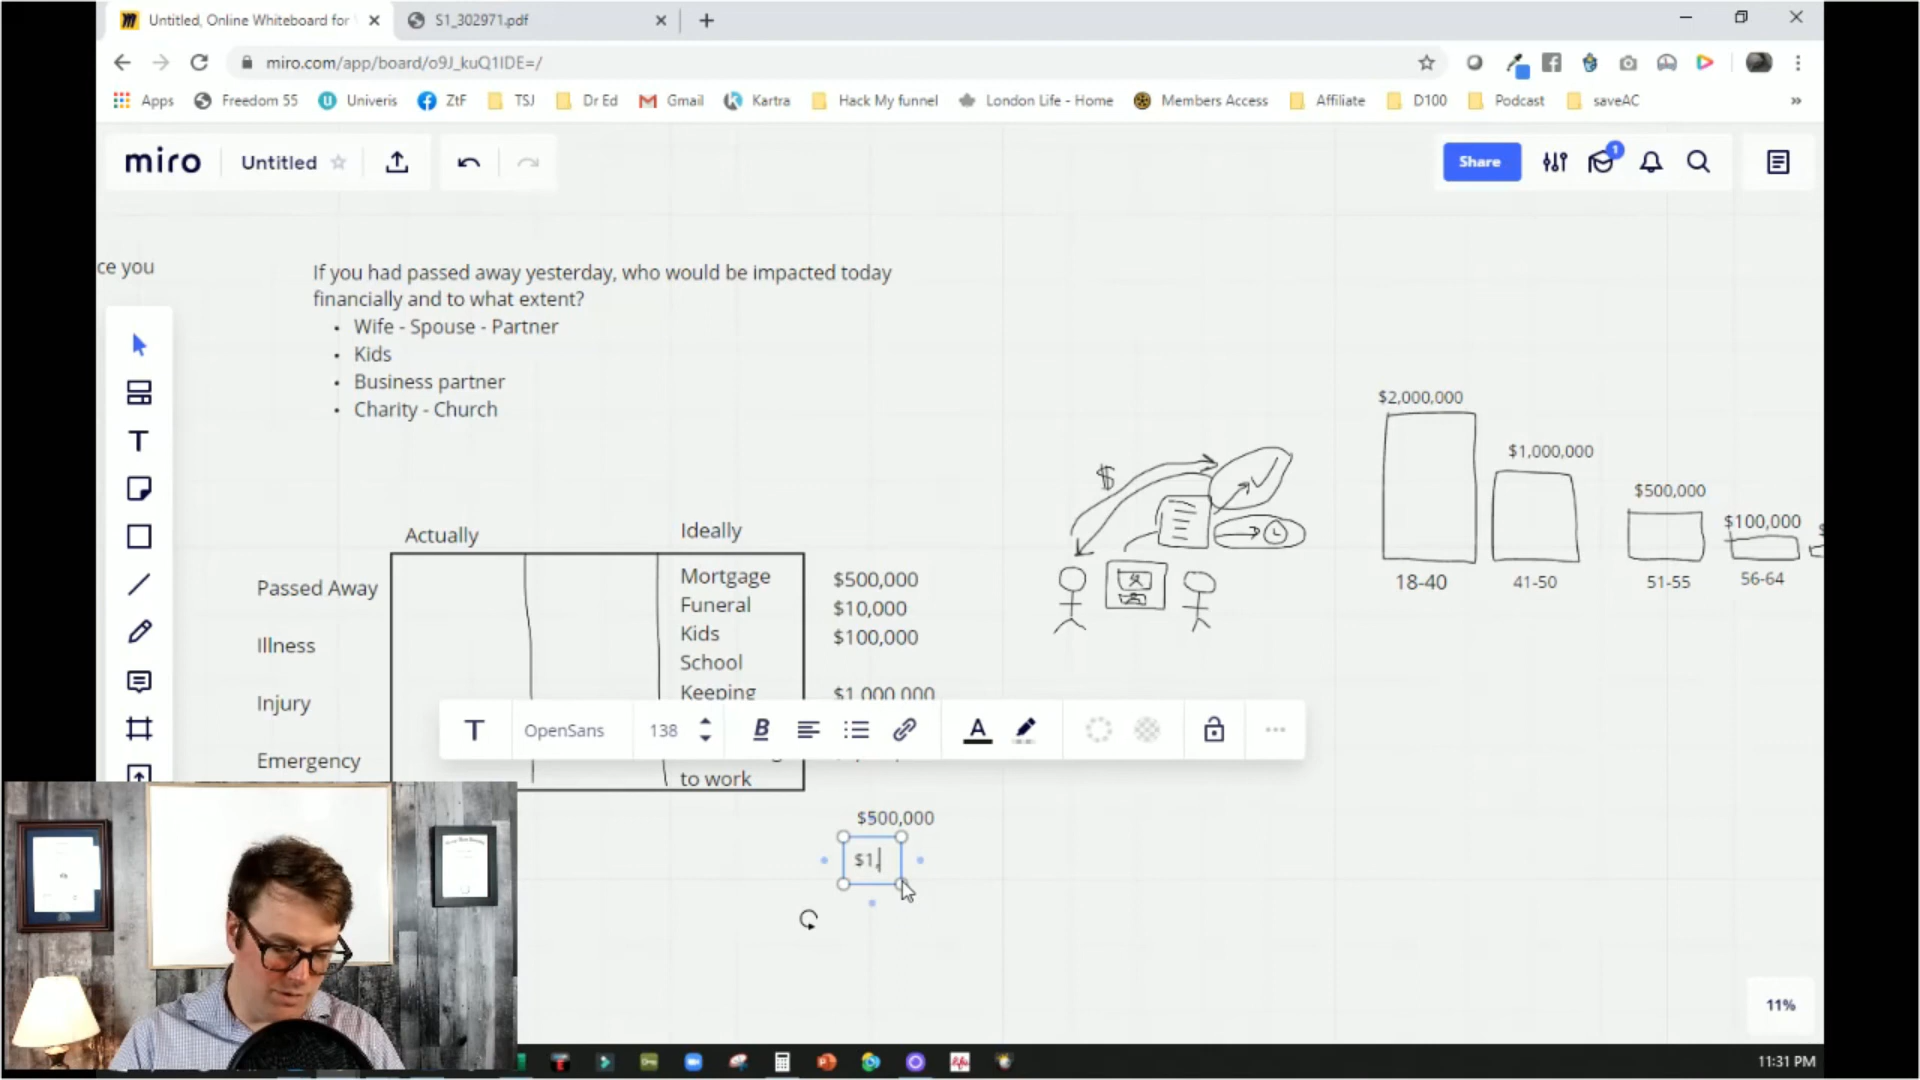 Untitled, Online Whiteboard for
S1_302971.pdf
miro.com/app/board/o9J_kuQ1IDE=/
Apps
Freedom 55
Univeris
ZtF
TSJ
Dr Ed
Gmail
Kartra
Hack My funnel
London Life - Home
Members Access
Affiliate
D100
Podcast
saveAC
miro
Untitled
Share
1
ce you
If you had passed away yesterday, who would be impacted today
financially and to what extent?
• Wife - Spouse - Partner
• Kids
• Business partner
• Charity - Church
$2,000,000
$1,000,000
$500,000
$100,000
18-40
41-50
51-55
56-64
$
Actually
Ideally
Passed Away
Illness
Injury
Emergency
Mortgage
Funeral
Kids
School
Keeping
to work
$500,000
$10,000
$100,000
$1,000,000
OpenSans
138
B
A
$500,000
$1,
11%
11:31 PM